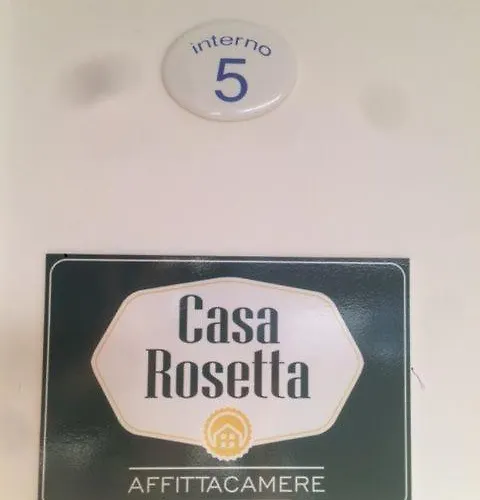 interno
5
Casa
Rosetta
AFFITTACAMERE